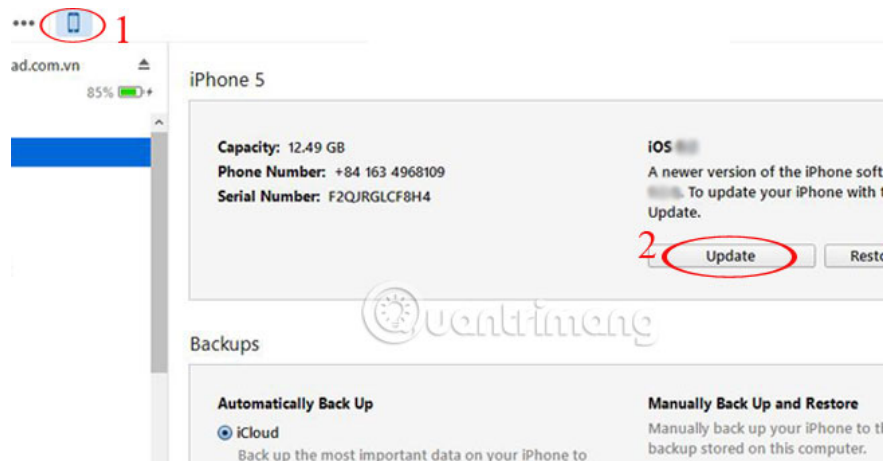 ••• 1
ad.com.vn
85%
iPhone 5
Capacity: 12.49 GB
Phone Number: +84 163 4968109
Serial Number: F2QJRGLCF8H4
iOS
A newer version of the iPhone soft
. To update your iPhone with
Update.
2
Update
Resto
Quantrimang
Backups
Automatically Back Up
iCloud
Back up the most important data on your iPhone to
Manually Back Up and Restore
Manually back up your iPhone to th
backup stored on this computer.